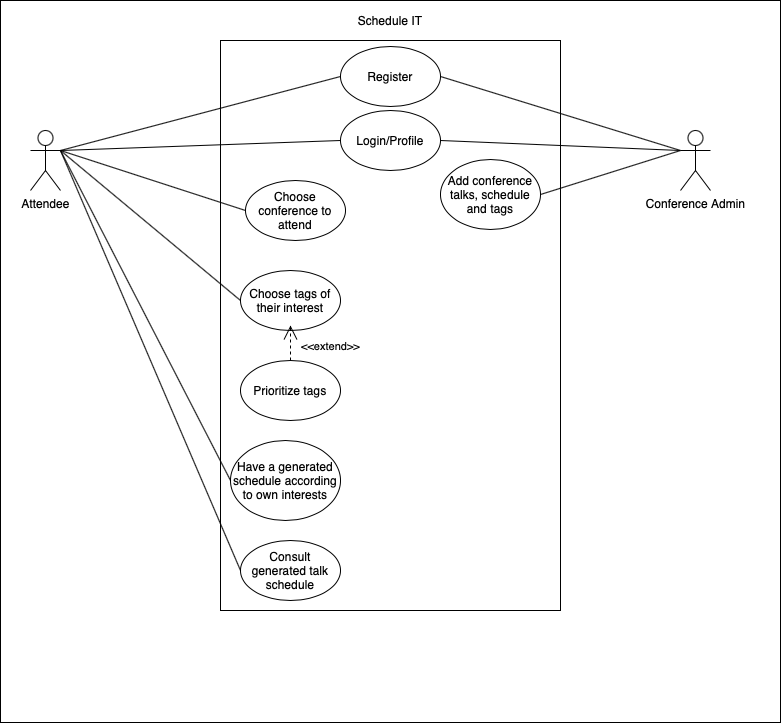 Schedule IT
Register
Login/Profile
Attendee
Conference Admin
Add conference
talks, schedule
and tags
Choose
conference to
attend
Choose tags of
their interest
<<extend>>
Prioritize tags
Have a generated
schedule according
to own interests
Consult
generated talk
schedule